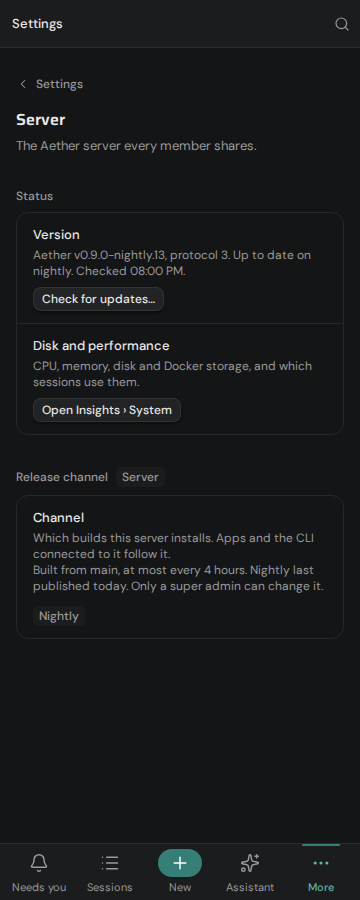 Settings
Settings
Server
The Aether server every member shares.
Status
Version
Aether v0.9.0-nightly.13, protocol 3. Up to date on
nightly. Checked 08:00 PM.
Check for updates…
Disk and performance
CPU, memory, disk and Docker storage, and which
sessions use them.
Open Insights › System
Release channel Server
Channel
Which builds this server installs. Apps and the CLI
connected to it follow it.
Built from main, at most every 4 hours. Nightly last
published today. Only a super admin can change it.
Nightly
Needs you Sessions New Assistant More